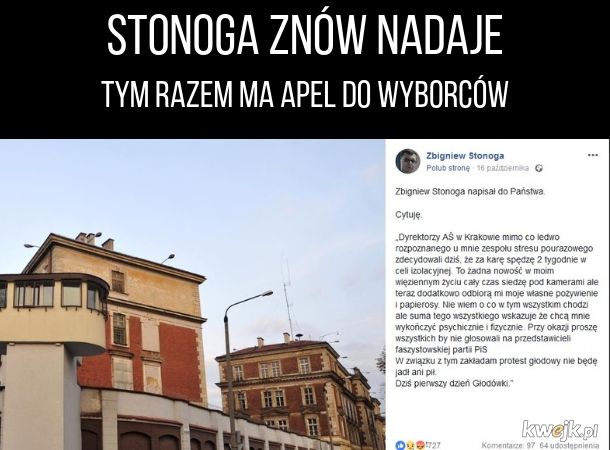 STONOGA ZNÓW NADAJE
TYM RAZEM MA APEL DO WYBORCÓW
Zbigniew Stonoga
Polub stronę · 16 października
Zbigniew Stonoga napisał do Państwa.
Cytuję.
„Dyrektorzy AŚ w Krakowie mimo co ledwo
rozpoznanego u mnie zespołu stresu pourazowego
zdecydowali dziś, że za karę spędzę 2 tygodnie w
celi izolacyjnej. To żadna nowość w moim
więziennym życiu cały czas siedzę pod kamerami ale
teraz dodatkowo odbiorą mi moje własne pożywienie
i papierosy. Nie wiem o co w tym wszystkim chodzi
ale suma tego wszystkiego wskazuje że chcą mnie
wykończyć psychicznie i fizycznie. Przy okazji proszę
wszystkich by nie głosowali na przedstawicieli
faszystowskiej partii PiS
W związku z tym zakładam protest głodowy nie będę
jadł ani pił.
Dziś pierwszy dzień Głodówki."
727
Komentarze: 97 64 udostępnienia
kwejk.pl